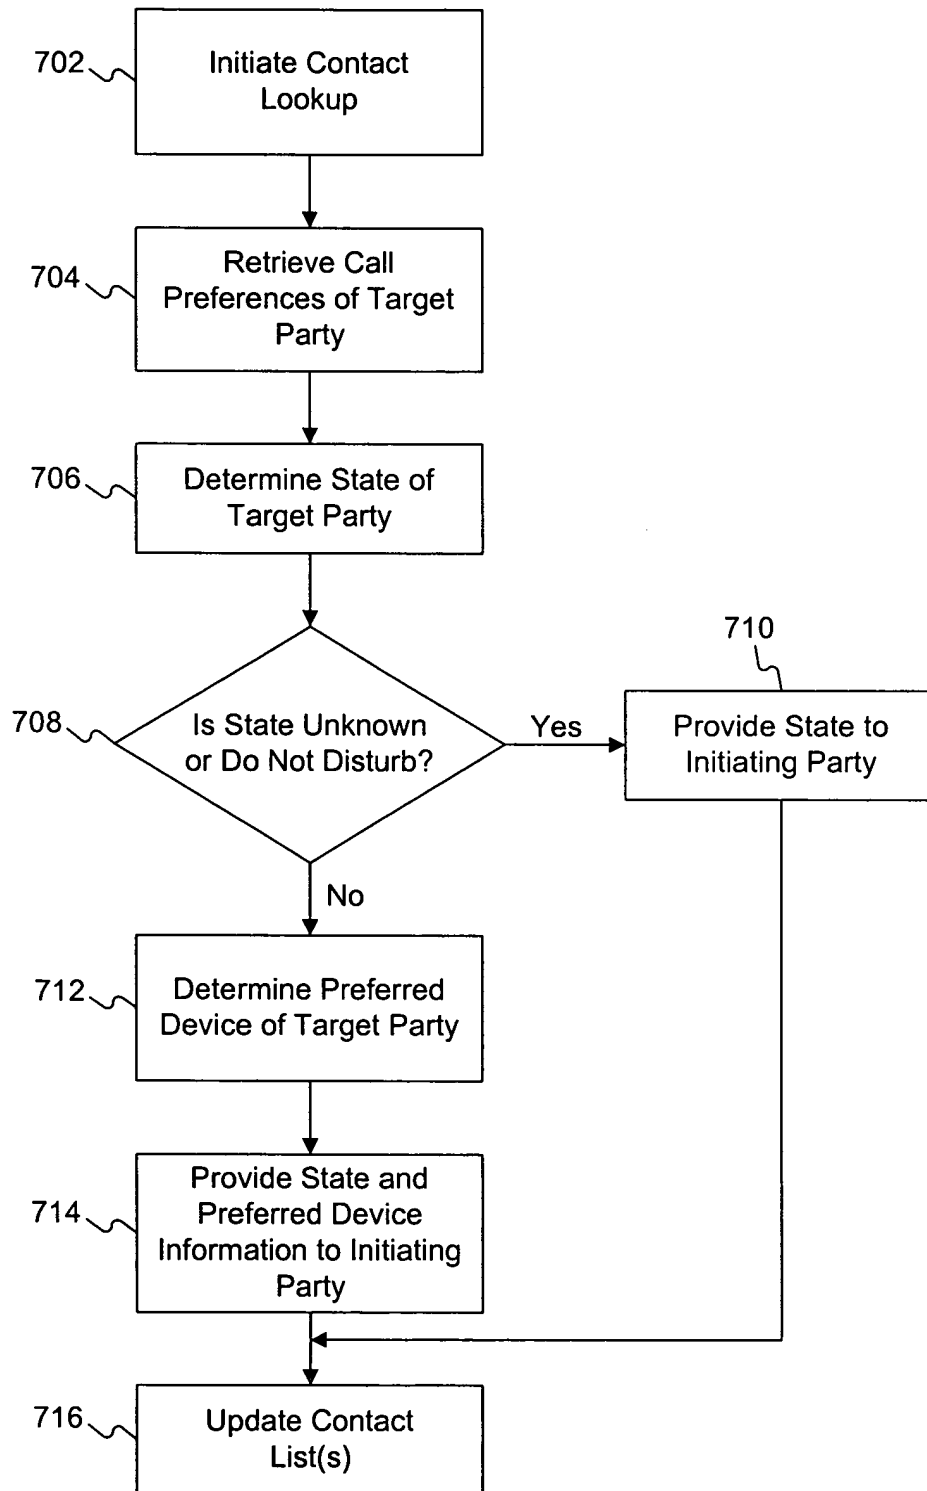 702
Initiate Contact
Lookup
704
Retrieve Call
Preferences of Target
Party
706
Determine State of
Target Party
708
Is State Unknown
or Do Not Disturb?
Yes
710
Provide State to
Initiating Party
No
712
Determine Preferred
Device of Target Party
714
Provide State and
Preferred Device
Information to Initiating
Party
716
Update Contact
List(s)